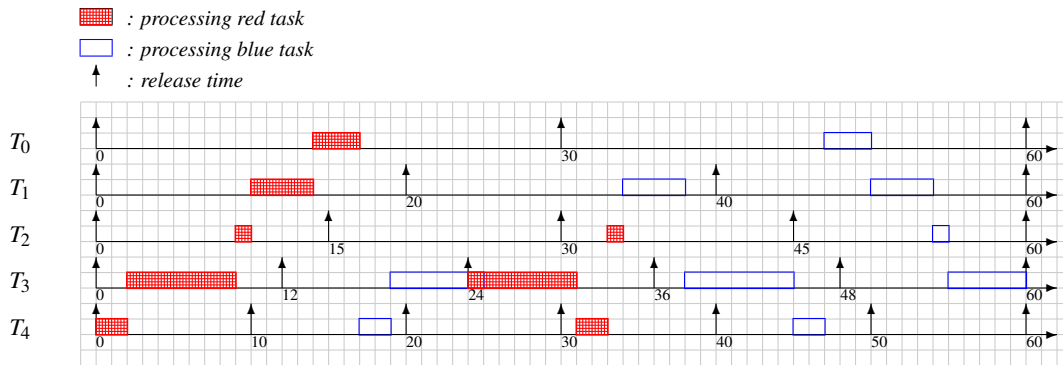 : processing red task
: processing blue task
: release time
T0
0 30 60
T1
0 20 40 60
T2
0 15 30 45 60
T3
0 12 24 36 48 60
T4
0 10 20 30 40 50 60